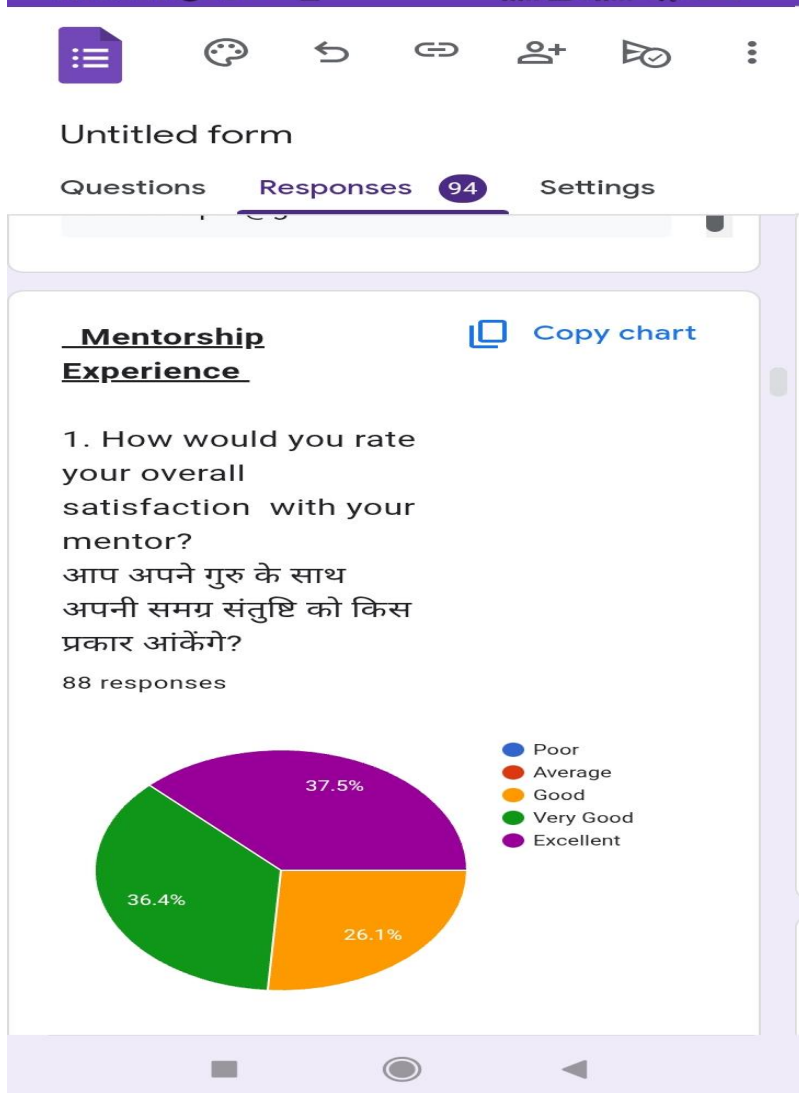 Untitled form
Questions Responses 94 Settings
Mentorship
Experience
Copy chart
1. How would you rate
your overall
satisfaction with your
mentor?
आप अपने गुरु के साथ
अपनी समग्र संतुष्टि को किस
प्रकार आंकेंगे?
88 responses
Poor
Average
Good
Very Good
Excellent
37.5%
36.4%
26.1%